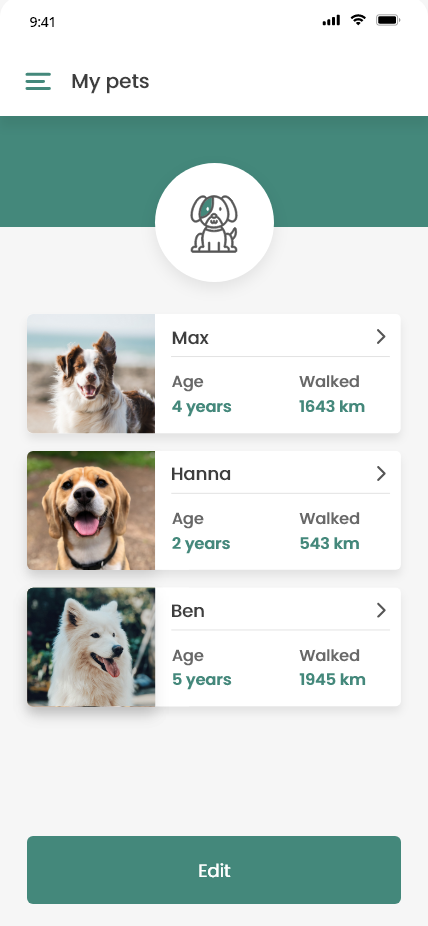 9:41
My pets
Max
Age Walked
4 years 1643 km
Hanna
Age Walked
2 years 543 km
Ben
Age Walked
5 years 1945 km
Edit